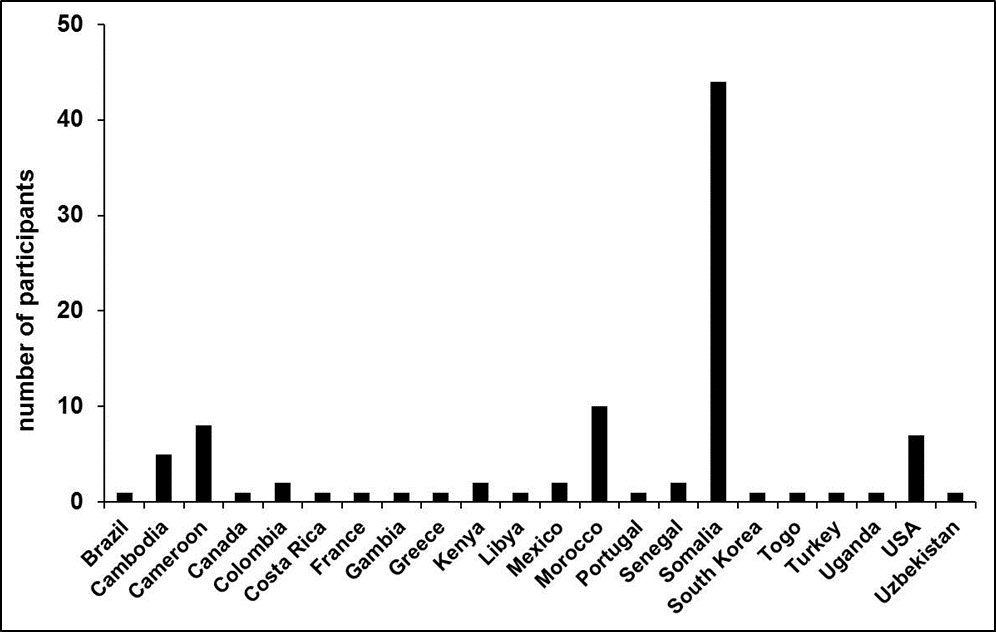 number of participants
50
40
30
20
10
0
Brazil
Cambodia
Cameroon
Canada
Colombia
Costa Rica
France
Gambia
Greece
Kenya
Libya
Mexico
Morocco
Portugal
Senegal
Somalia
South Korea
Togo
Turkey
Uganda
USA
Uzbekistan